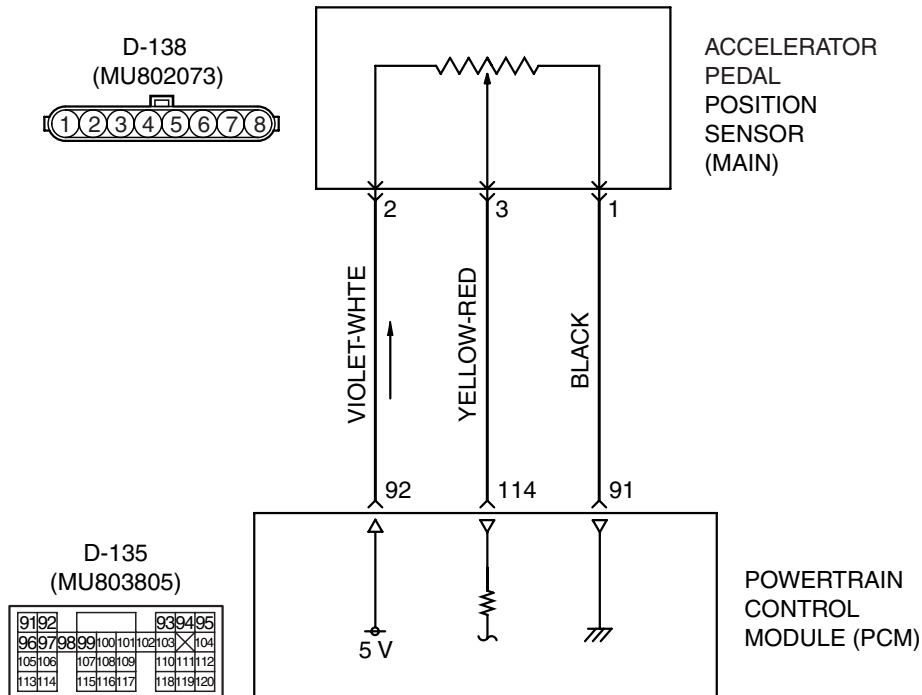 D-138
(MU802073)
1 2 3 4 5 6 7 8
ACCELERATOR
PEDAL
POSITION
SENSOR
(MAIN)
2 3 1
VIOLET-WHTE
YELLOW-RED
BLACK
92 114 91
D-135
(MU803805)
91 92 93 94 95
96 97 98 99 100 101 102 103 104
105 106 107 108 109 110 111 112
113 114 115 116 117 118 119 120
5 V
POWERTRAIN
CONTROL
MODULE (PCM)